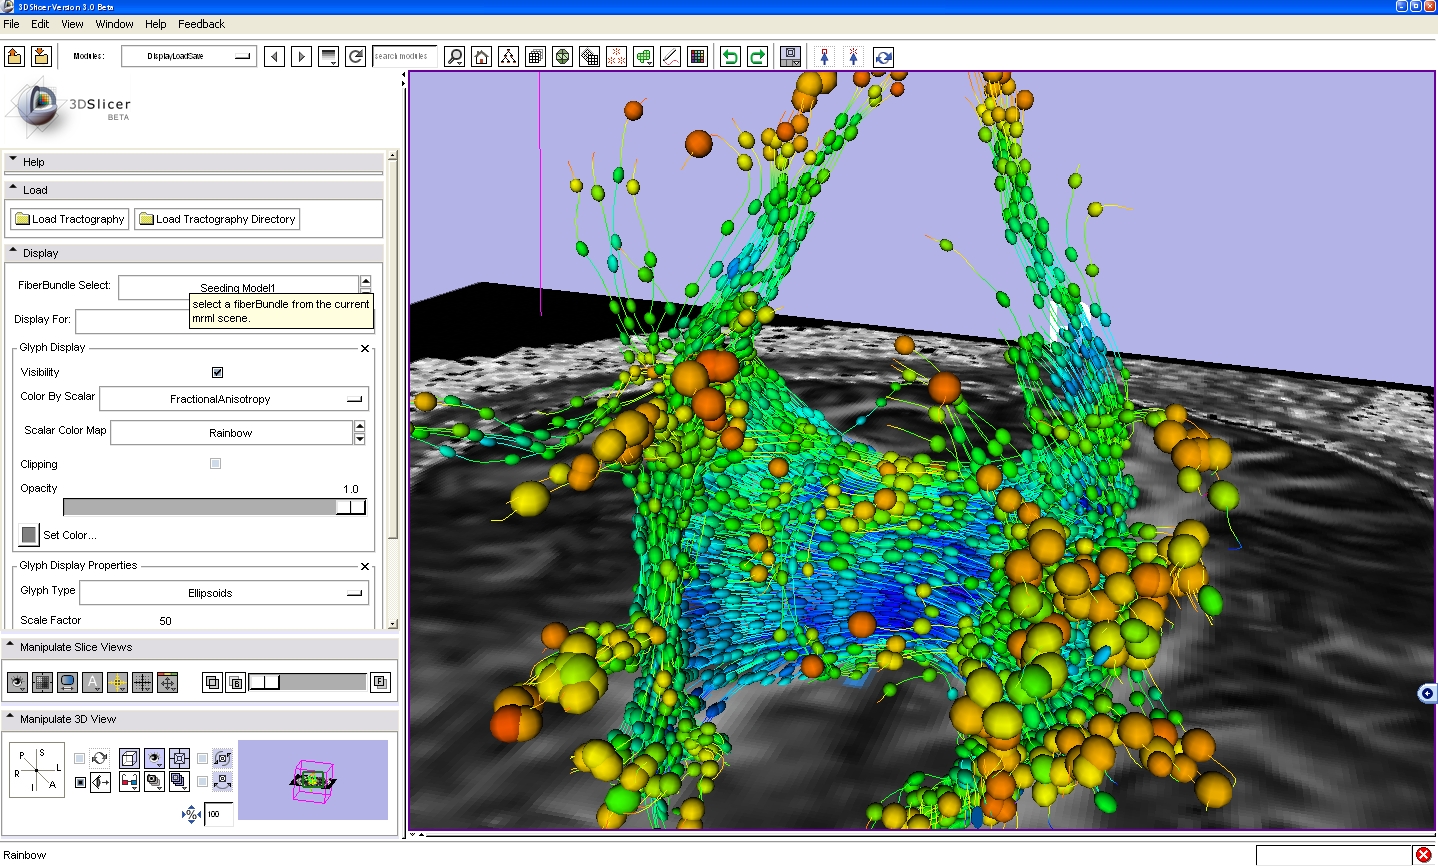 3DSlicer Version 3.0 Beta
File Edit View Window Help Feedback
Modules: DisplayLoadSave search modules
3DSlicer
BETA
Help
Load
Load Tractography Load Tractography Directory
Display
FiberBundle Select: Seeding Model1
select a fiberBundle from the current
mrml scene.
Display For:
Glyph Display
Visibility
Color By Scalar FractionalAnisotropy
Scalar Color Map Rainbow
Clipping
Opacity 1.0
Set Color...
Glyph Display Properties
Glyph Type Ellipsoids
Scale Factor 50
Manipulate Slice Views
A B F
Manipulate 3D View
P S
R L
I A
% 100
Rainbow